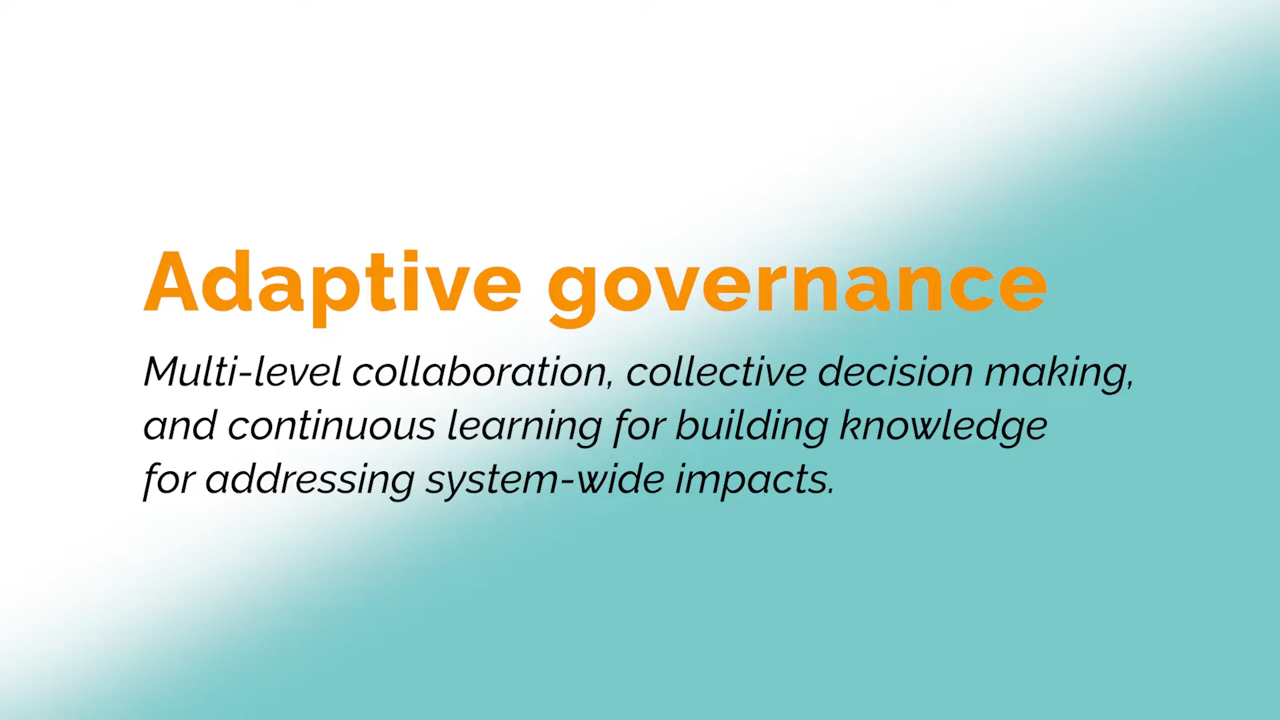 Adaptive governance
Multi-level collaboration, collective decision making,
and continuous learning for building knowledge
for addressing system-wide impacts.